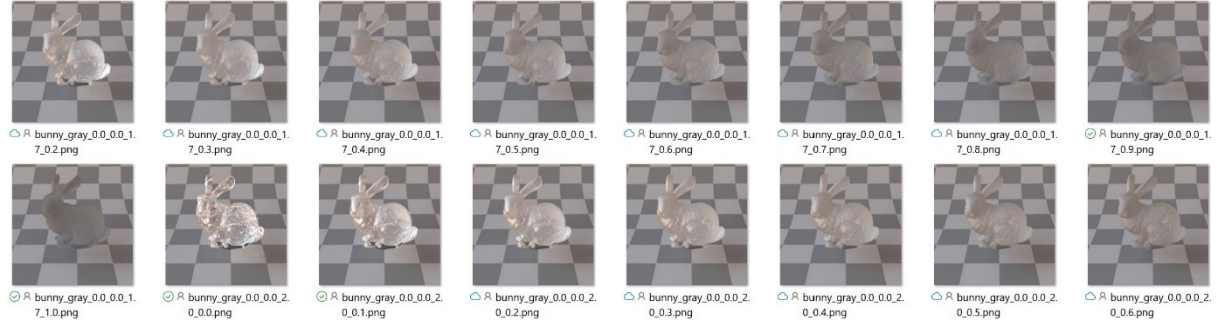 bunny_gray_0.0_0.0_1.
7_0.2.png
bunny_gray_0.0_0.0_1.
7_0.3.png
bunny_gray_0.0_0.0_1.
7_0.4.png
bunny_gray_0.0_0.0_1.
7_0.5.png
bunny_gray_0.0_0.0_1.
7_0.6.png
bunny_gray_0.0_0.0_1.
7_0.7.png
bunny_gray_0.0_0.0_1.
7_0.8.png
bunny_gray_0.0_0.0_1.
7_0.9.png
bunny_gray_0.0_0.0_1.
7_1.0.png
bunny_gray_0.0_0.0_2.
0_0.0.png
bunny_gray_0.0_0.0_2.
0_0.1.png
bunny_gray_0.0_0.0_2.
0_0.2.png
bunny_gray_0.0_0.0_2.
0_0.3.png
bunny_gray_0.0_0.0_2.
0_0.4.png
bunny_gray_0.0_0.0_2.
0_0.5.png
bunny_gray_0.0_0.0_2.
0_0.6.png